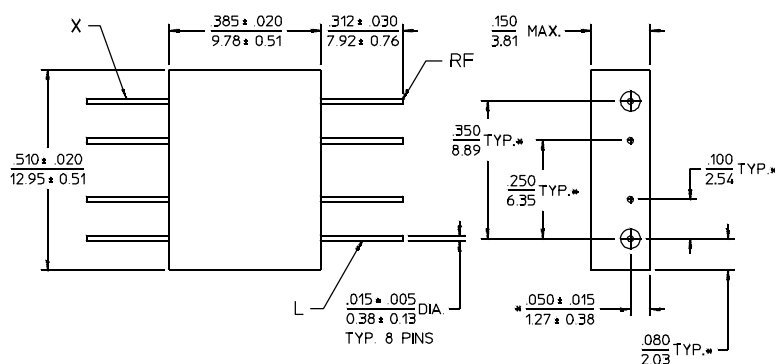 X
.385± .020
9.78 ± 0.51
.312± .030
7.92 ± 0.76
RF
.510 ± .020
12.95 ± 0.51
L
.015 ± .005
0.38 ± 0.13
DIA.
TYP. 8 PINS
.150
3.81
MAX.
.350
8.89
TYP.*
.250
6.35
TYP.*
.100
2.54
TYP.*
* .050 ± .015
1.27 ± 0.38
.080
2.03
TYP.*